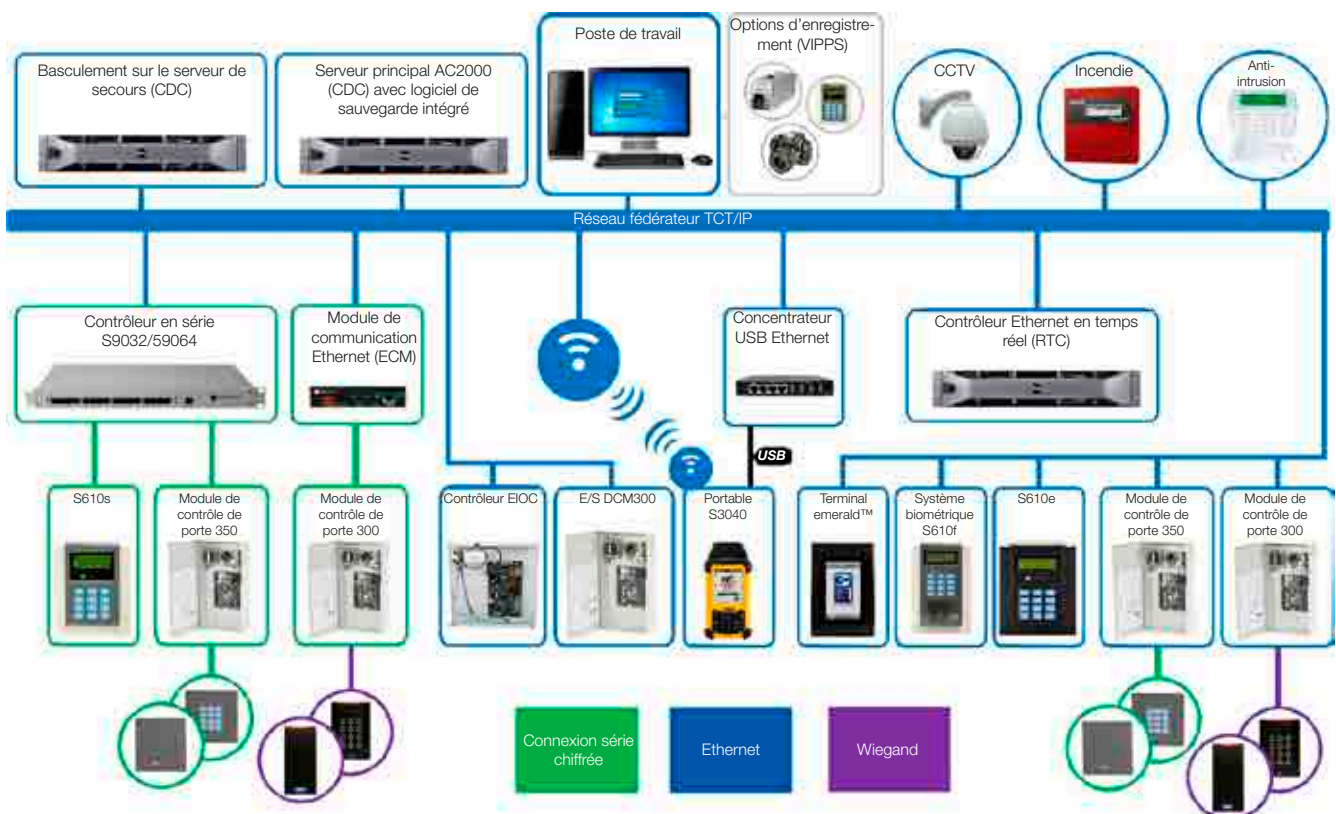 Basculement sur le serveur de
secours (CDC)
Serveur principal AC2000
(CDC) avec logiciel de
sauvegarde intégré
Poste de travail
Options d'enregistre-
ment (VIPPS)
CCTV
Incendie
Anti-
intrusion
Réseau fédérateur TCT/IP
Contrôleur en série
S9032/59064
Module de
communication
Ethernet (ECM)
Concentrateur
USB Ethernet
Contrôleur Ethernet en temps
réel (RTC)
USB
S610s
Module de
contrôle de
porte 350
Module de
contrôle de
porte 300
Contrôleur EIOC
E/S DCM300
Portable
S3040
Terminal
emerald™
Système
biométrique
S610f
S610e
Module de
contrôle de
porte 350
Module de
contrôle de
porte 300
Connexion série
chiffrée
Ethernet
Wiegand